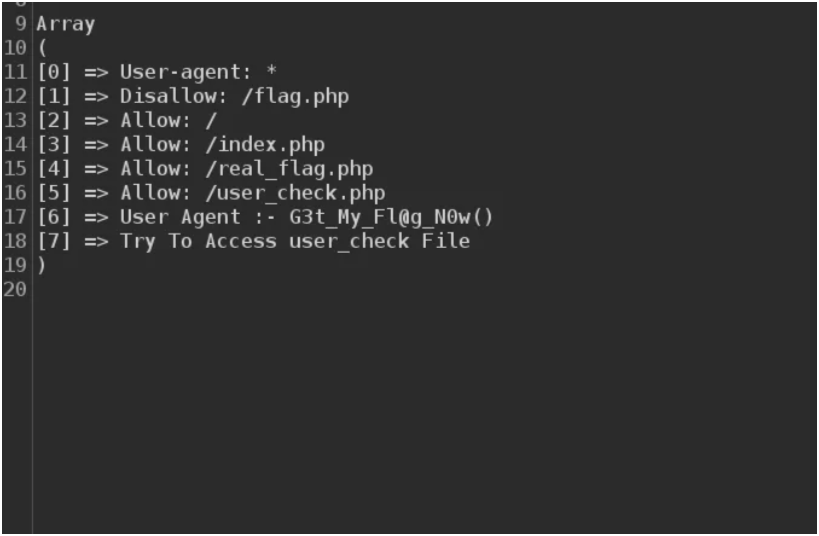 9 Array
10 (
11 [0] => User-agent: *
12 [1] => Disallow: /flag.php
13 [2] => Allow: /
14 [3] => Allow: /index.php
15 [4] => Allow: /real_flag.php
16 [5] => Allow: /user_check.php
17 [6] => User Agent :- G3t_My_Fl@g_N0w()
18 [7] => Try To Access user_check File
19 )
20